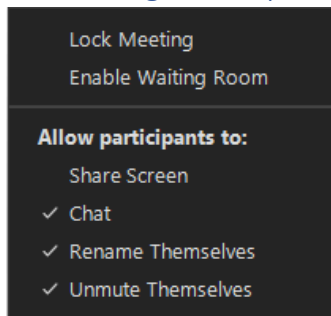 Lock Meeting
Enable Waiting Room
Allow participants to:
Share Screen
✓ Chat
✓ Rename Themselves
✓ Unmute Themselves